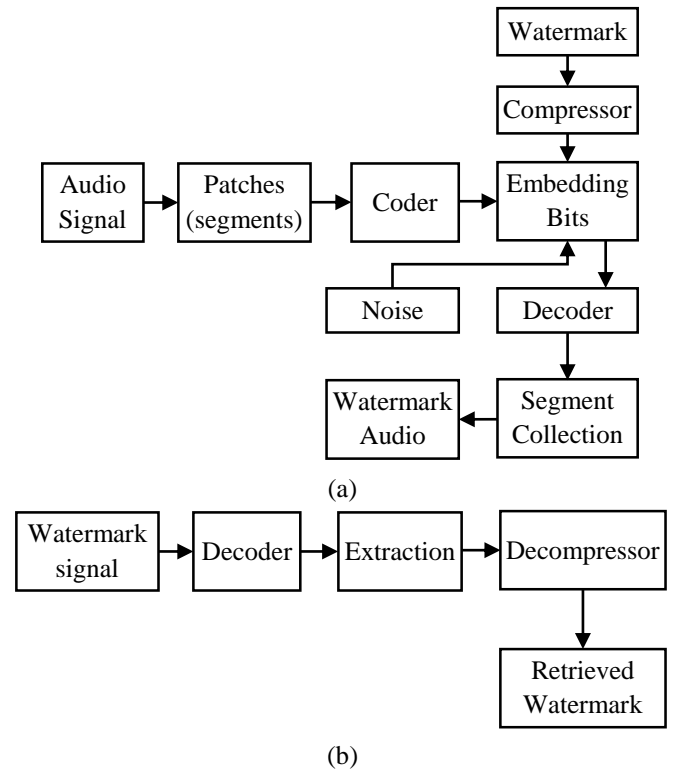 Watermark
Compressor
Audio
Signal
Patches
(segments)
Coder
Embedding
Bits
Noise
Decoder
Watermark
Audio
Segment
Collection
(a)
Watermark
signal
Decoder
Extraction
Decompressor
Retrieved
Watermark
(b)